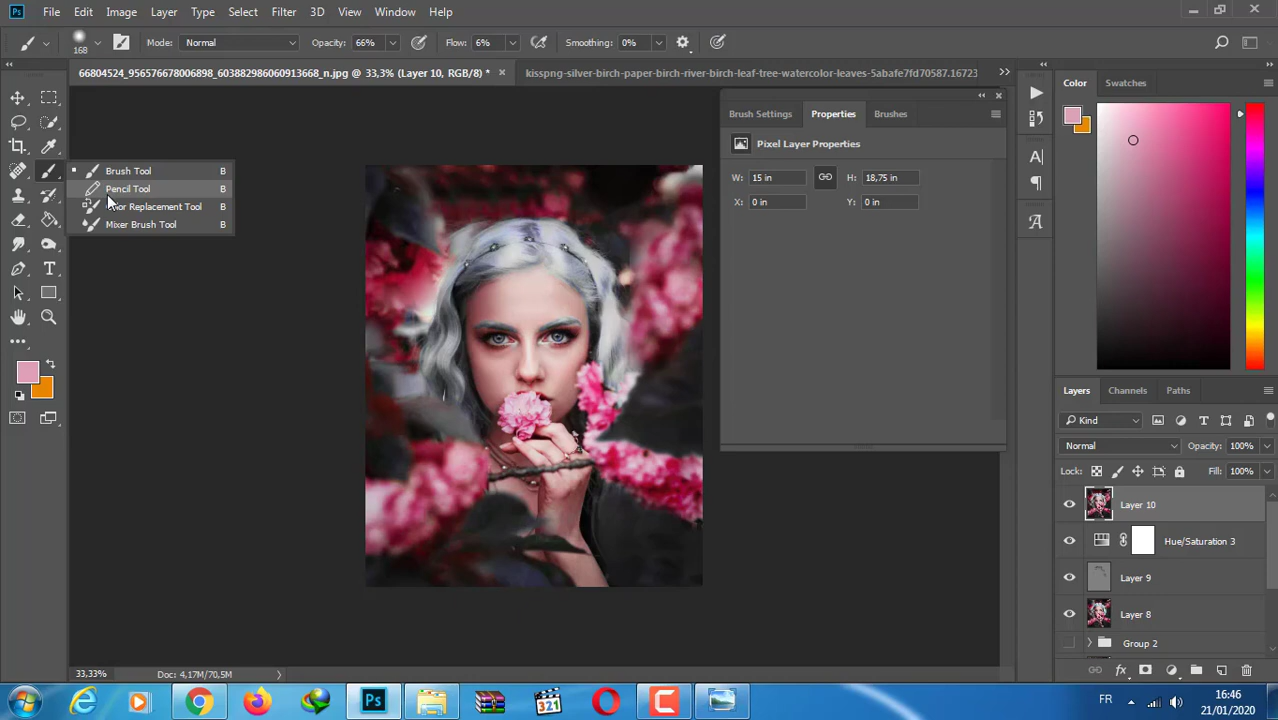 Ps File Edit Image Layer Type Select Filter 3D View Window Help
168 Mode: Normal Opacity: 66% Flow: 6% Smoothing: 0%
66804524_956576678006898_603882986060913668_n.jpg @ 33,3% (Layer 10, RGB/8) * kisspng-silver-birch-paper-birch-river-birch-leaf-tree-watercolor-leaves-5abafe7fd70587.16723
Color Swatches
Brush Settings Properties Brushes
Pixel Layer Properties
Brush Tool B
Pencil Tool B
Replacement Tool B
Mixer Brush Tool B
W: 15 in H: 18,75 in
X: 0 in Y: 0 in
Layers Channels Paths
Kind
Normal Opacity: 100%
Lock: Fill: 100%
Layer 10
Hue/Saturation 3
Layer 9
Layer 8
Group 2
33,33% Doc: 4,17M/70,5M
Ps 321 FR 16:46
21/01/2020